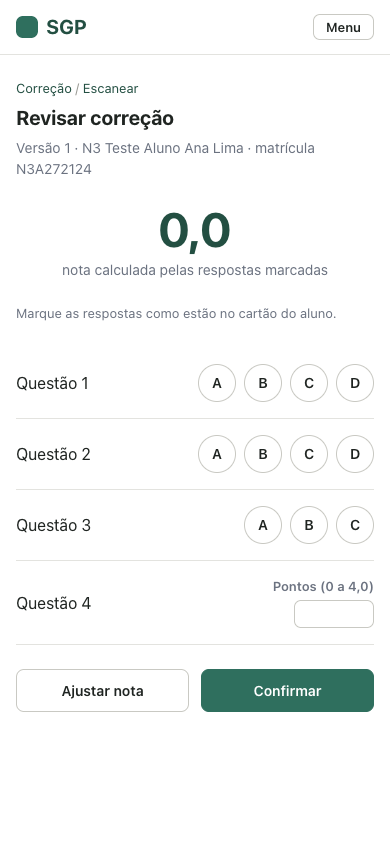 SGP
Menu
Correção / Escanear
Revisar correção
Versão 1 · N3 Teste Aluno Ana Lima · matrícula
N3A272124
0,0
nota calculada pelas respostas marcadas
Marque as respostas como estão no cartão do aluno.
Questão 1 A B C D
Questão 2 A B C D
Questão 3 A B C
Pontos (0 a 4,0)
Questão 4
Ajustar nota Confirmar